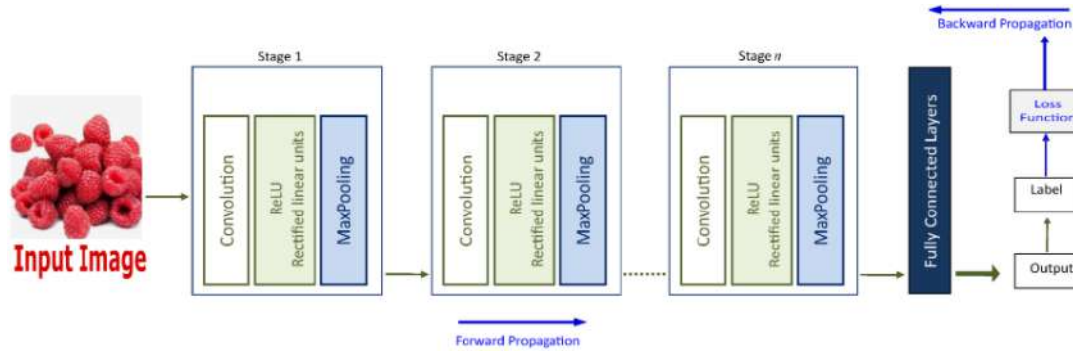 Backward Propagation
Stage 1
Stage 2
Stage n
Input Image
Convolution
ReLU
Rectified linear units
MaxPooling
Convolution
ReLU
Rectified linear units
MaxPooling
Convolution
ReLU
Rectified linear units
MaxPooling
Fully Connected Layers
Loss
Function
Label
Output
Forward Propagation